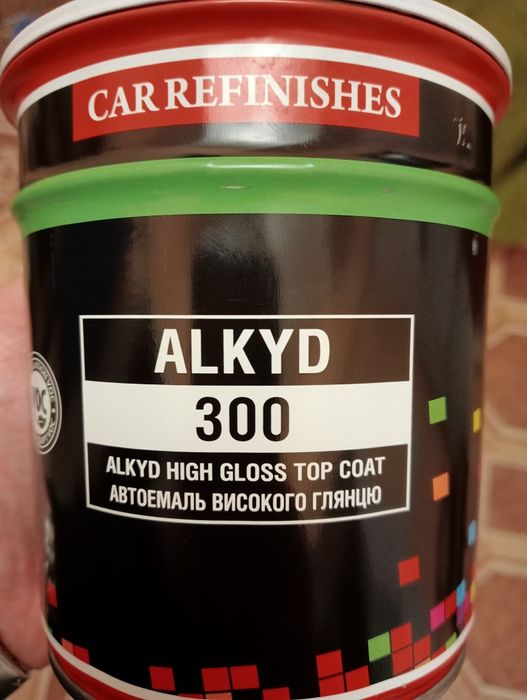 CAR REFINISHES
ALKYD
300
ALKYD HIGH GLOSS TOP COAT
АВТОЕМАЛЬ ВИСОКОГО ГЛЯНЦЮ